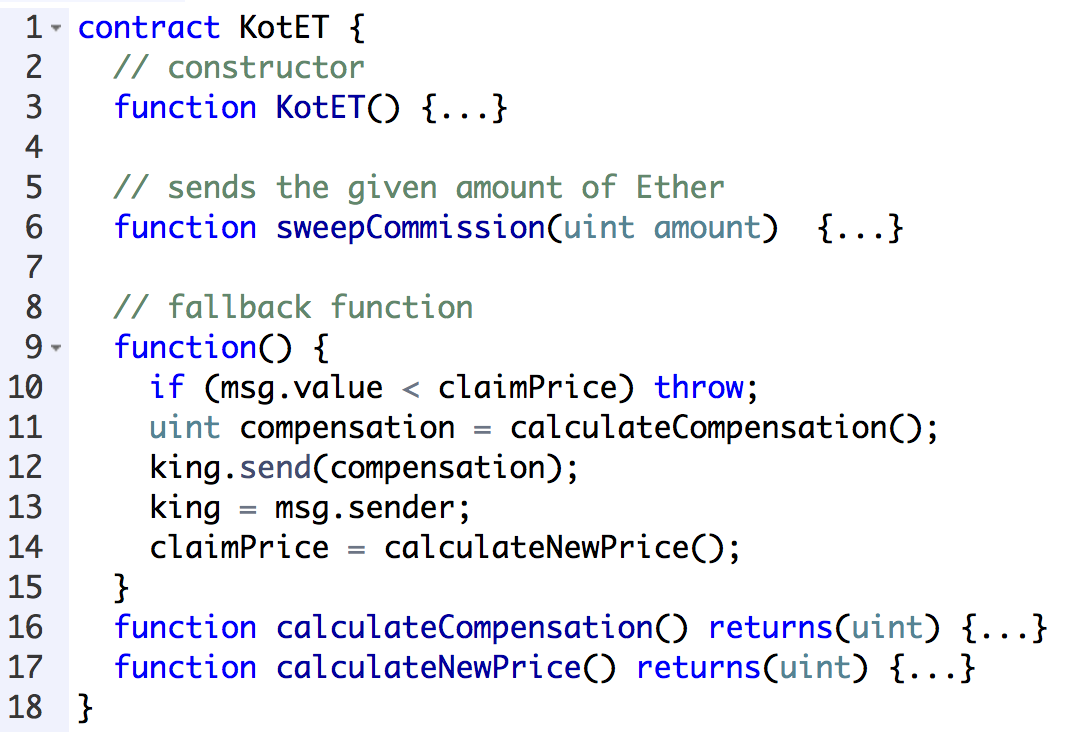 1 contract KotET {
2 // constructor
3 function KotET() {...}
4
5 // sends the given amount of Ether
6 function sweepCommission(uint amount)  {...}
7
8 // fallback function
9 function() {
10 if (msg.value < claimPrice) throw;
11 uint compensation = calculateCompensation();
12 king.send(compensation);
13 king = msg.sender;
14 claimPrice = calculateNewPrice();
15 }
16 function calculateCompensation() returns(uint) {...}
17 function calculateNewPrice() returns(uint) {...}
18 }